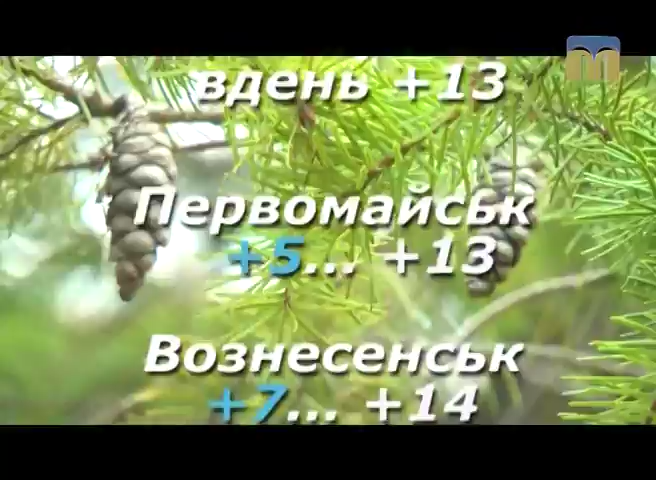 вдень +13
Первомайськ
+5... +13
Вознесенськ
+7... +14